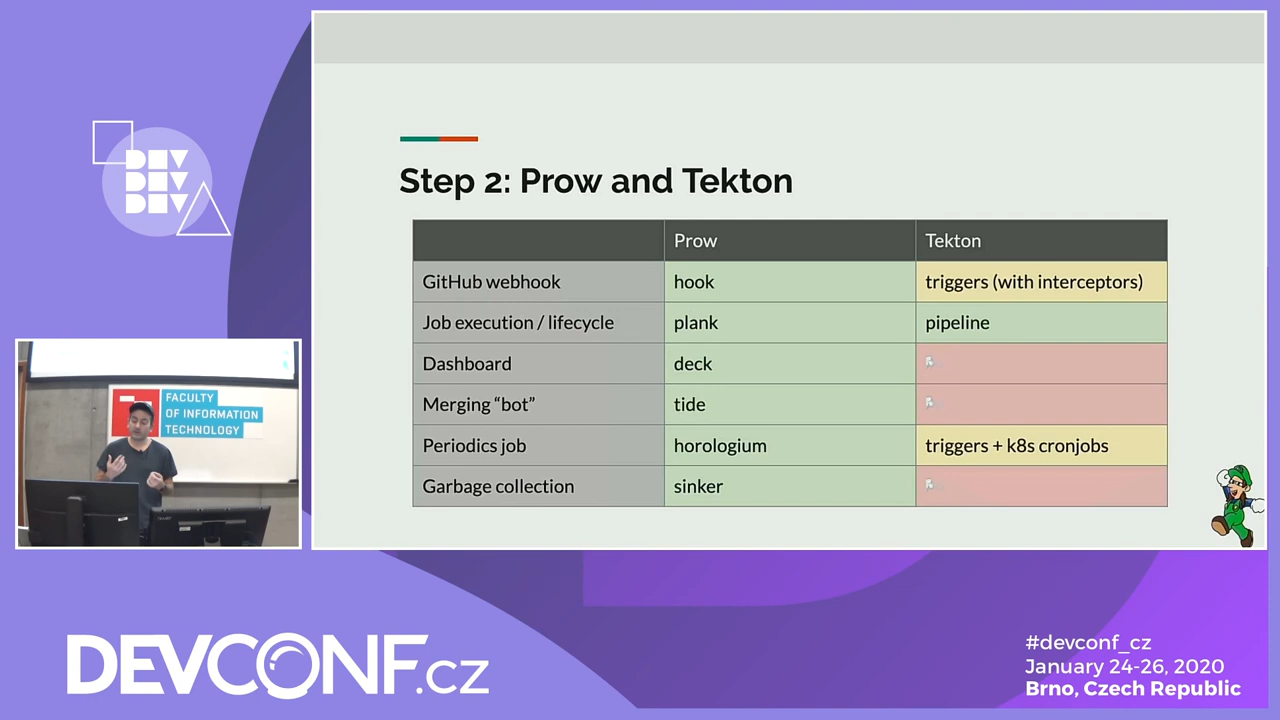 DEV
DEV
DEV
Step 2: Prow and Tekton
Prow Tekton
GitHub webhook hook triggers (with interceptors)
Job execution / lifecycle plank pipeline
Dashboard deck
Merging “bot” tide
Periodics job horologium triggers + k8s cronjobs
Garbage collection sinker
FACULTY
OF INFORMATION
TECHNOLOGY
DEVCONF.cz
#devconf_cz
January 24-26, 2020
Brno, Czech Republic